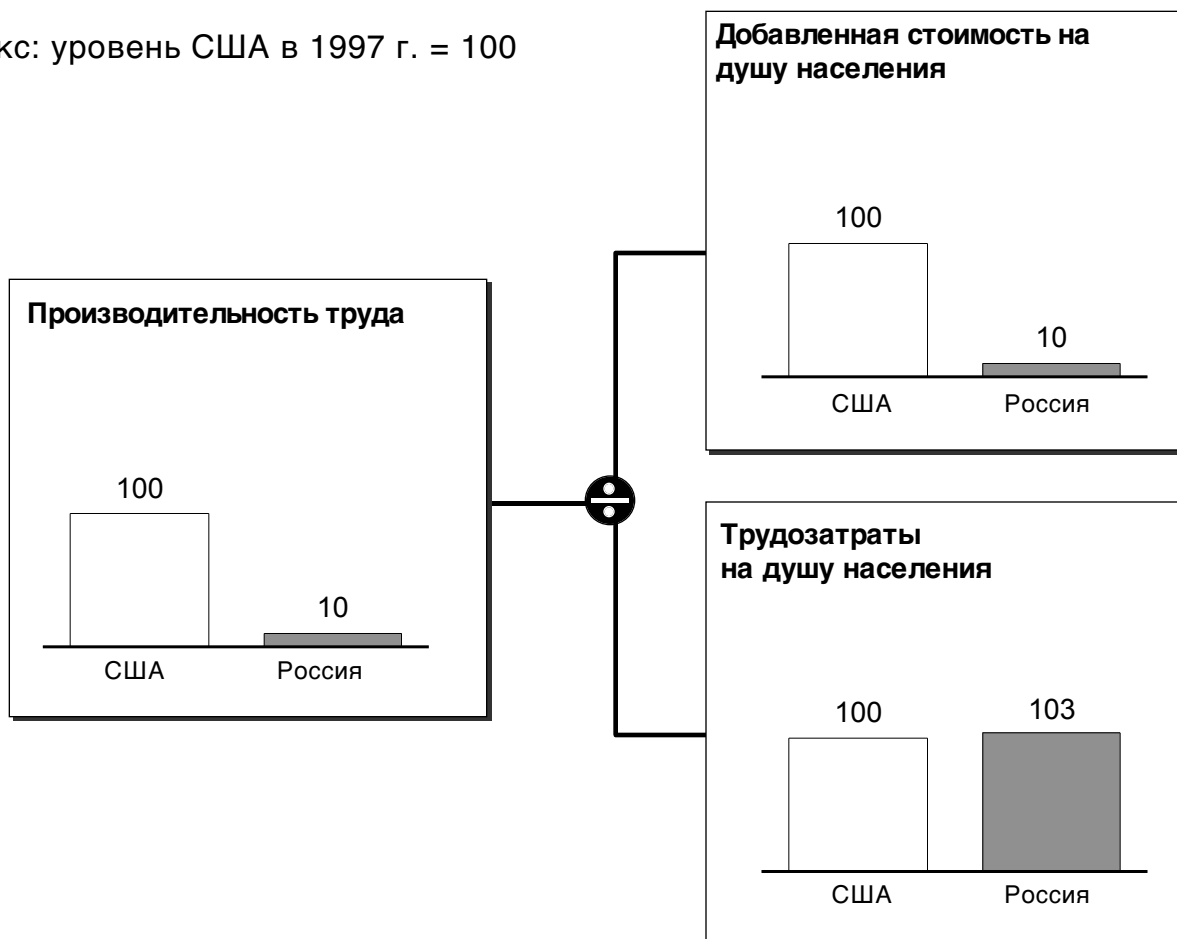 кс: уровень США в 1997 г. = 100
Добавленная стоимость на
душу населения
100
10
США Россия
Производительность труда
100
10
США Россия
Трудозатраты
на душу населения
100
103
США Россия